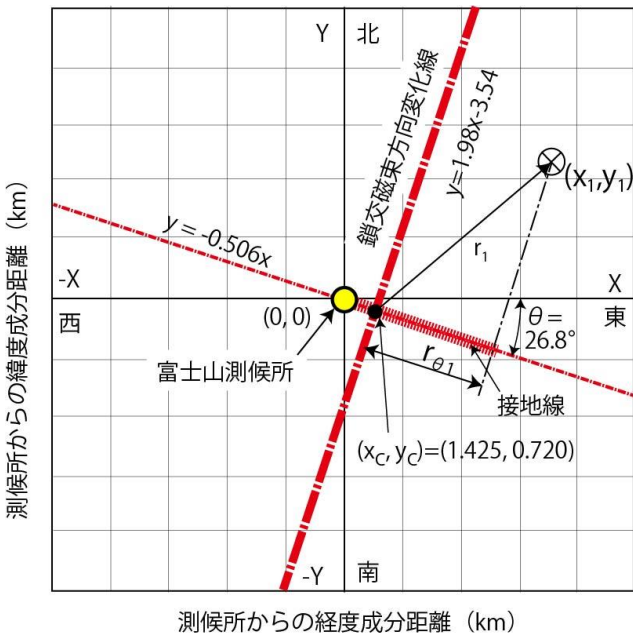 Y 北
鎖交磁束方向変化線
y=1.98x-3.54
(x₁,y₁)
y = -0.506x
r₁
-X
X
西
(0, 0)
θ =
東
26.8°
富士山測候所
rθ1
接地線
(x_C, y_C)=(1.425, 0.720)
-Y 南
測候所からの緯度成分距離（km）
測候所からの経度成分距離（km）